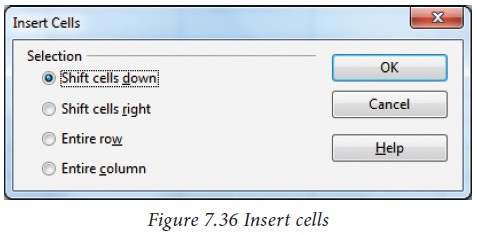 Insert Cells
Selection
Shift cells down
Shift cells right
Entire row
Entire column
OK
Cancel
Help
Figure 7.36 Insert cells